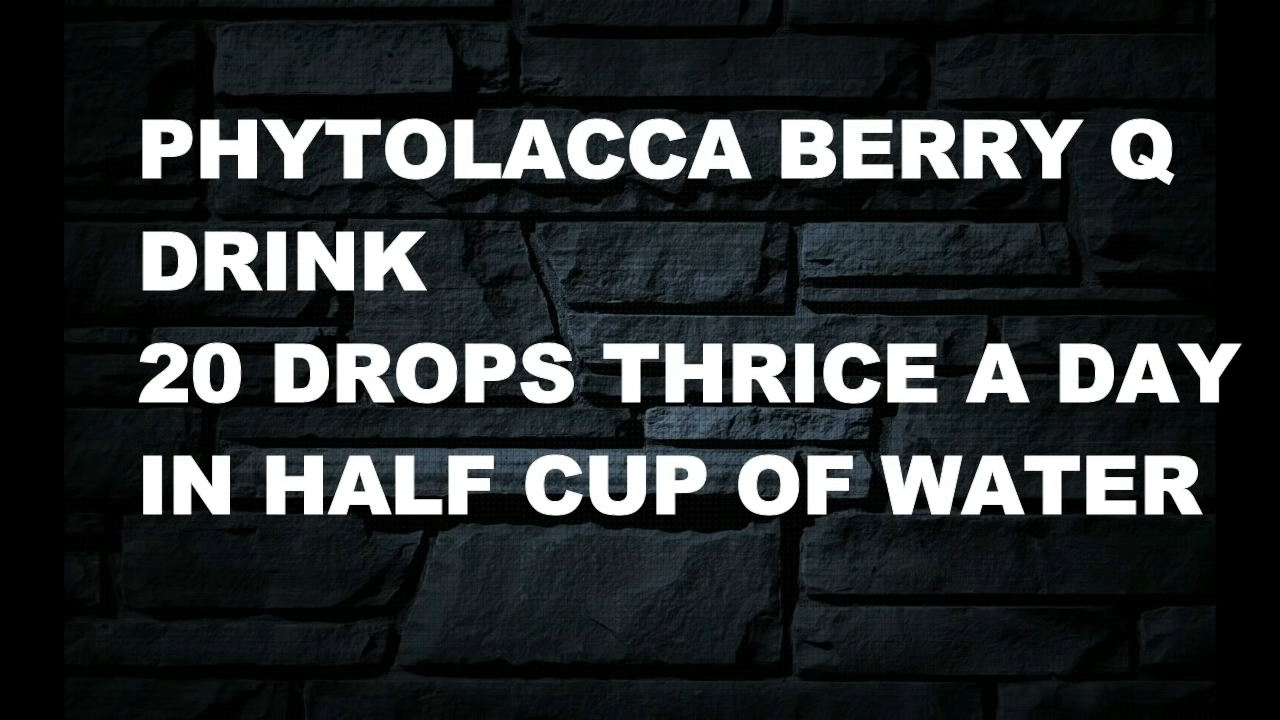 PHYTOLACCA BERRY Q
DRINK
20 DROPS THRICE A DAY
IN HALF CUP OF WATER